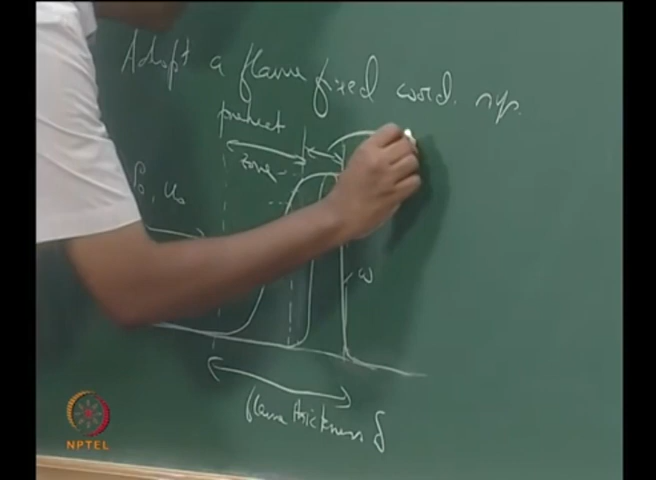 Adopt a flame fixed coord. sys.
preheat
zone
ρ₀, u₀
ω
flame thickness δ
NPTEL